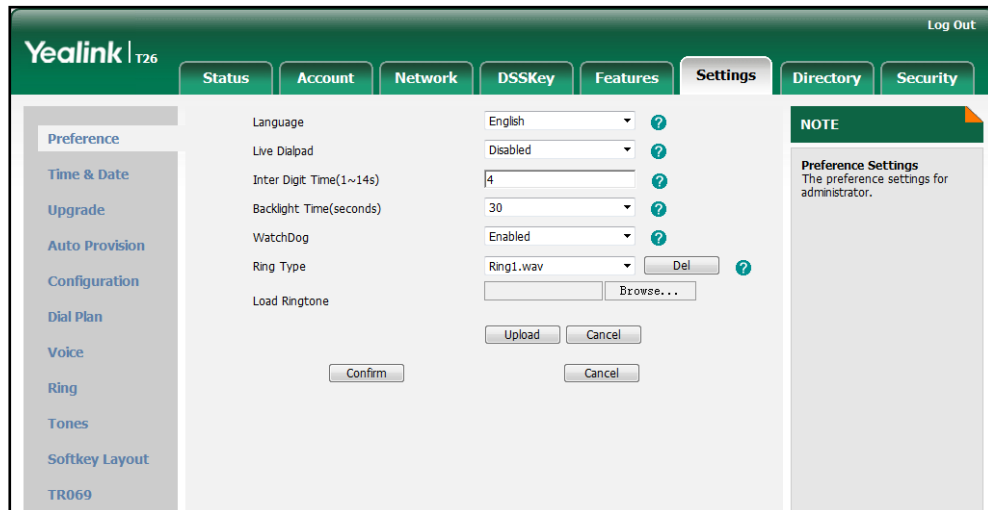 Log Out
Yealink | T26
Status Account Network DSSKey Features Settings Directory Security
Preference
Time & Date
Upgrade
Auto Provision
Configuration
Dial Plan
Voice
Ring
Tones
Softkey Layout
TR069
Language English ?
Live Dialpad Disabled ?
Inter Digit Time(1~14s) 4 ?
Backlight Time(seconds) 30 ?
WatchDog Enabled ?
Ring Type Ring1.wav Del ?
Load Ringtone Browse...
Upload Cancel
Confirm Cancel
NOTE
Preference Settings
The preference settings for
administrator.